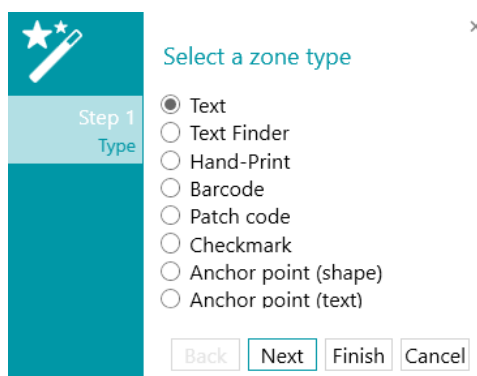 Select a zone type
Step 1
Type
Text
Text Finder
Hand-Print
Barcode
Patch code
Checkmark
Anchor point (shape)
Anchor point (text)
Back Next Finish Cancel